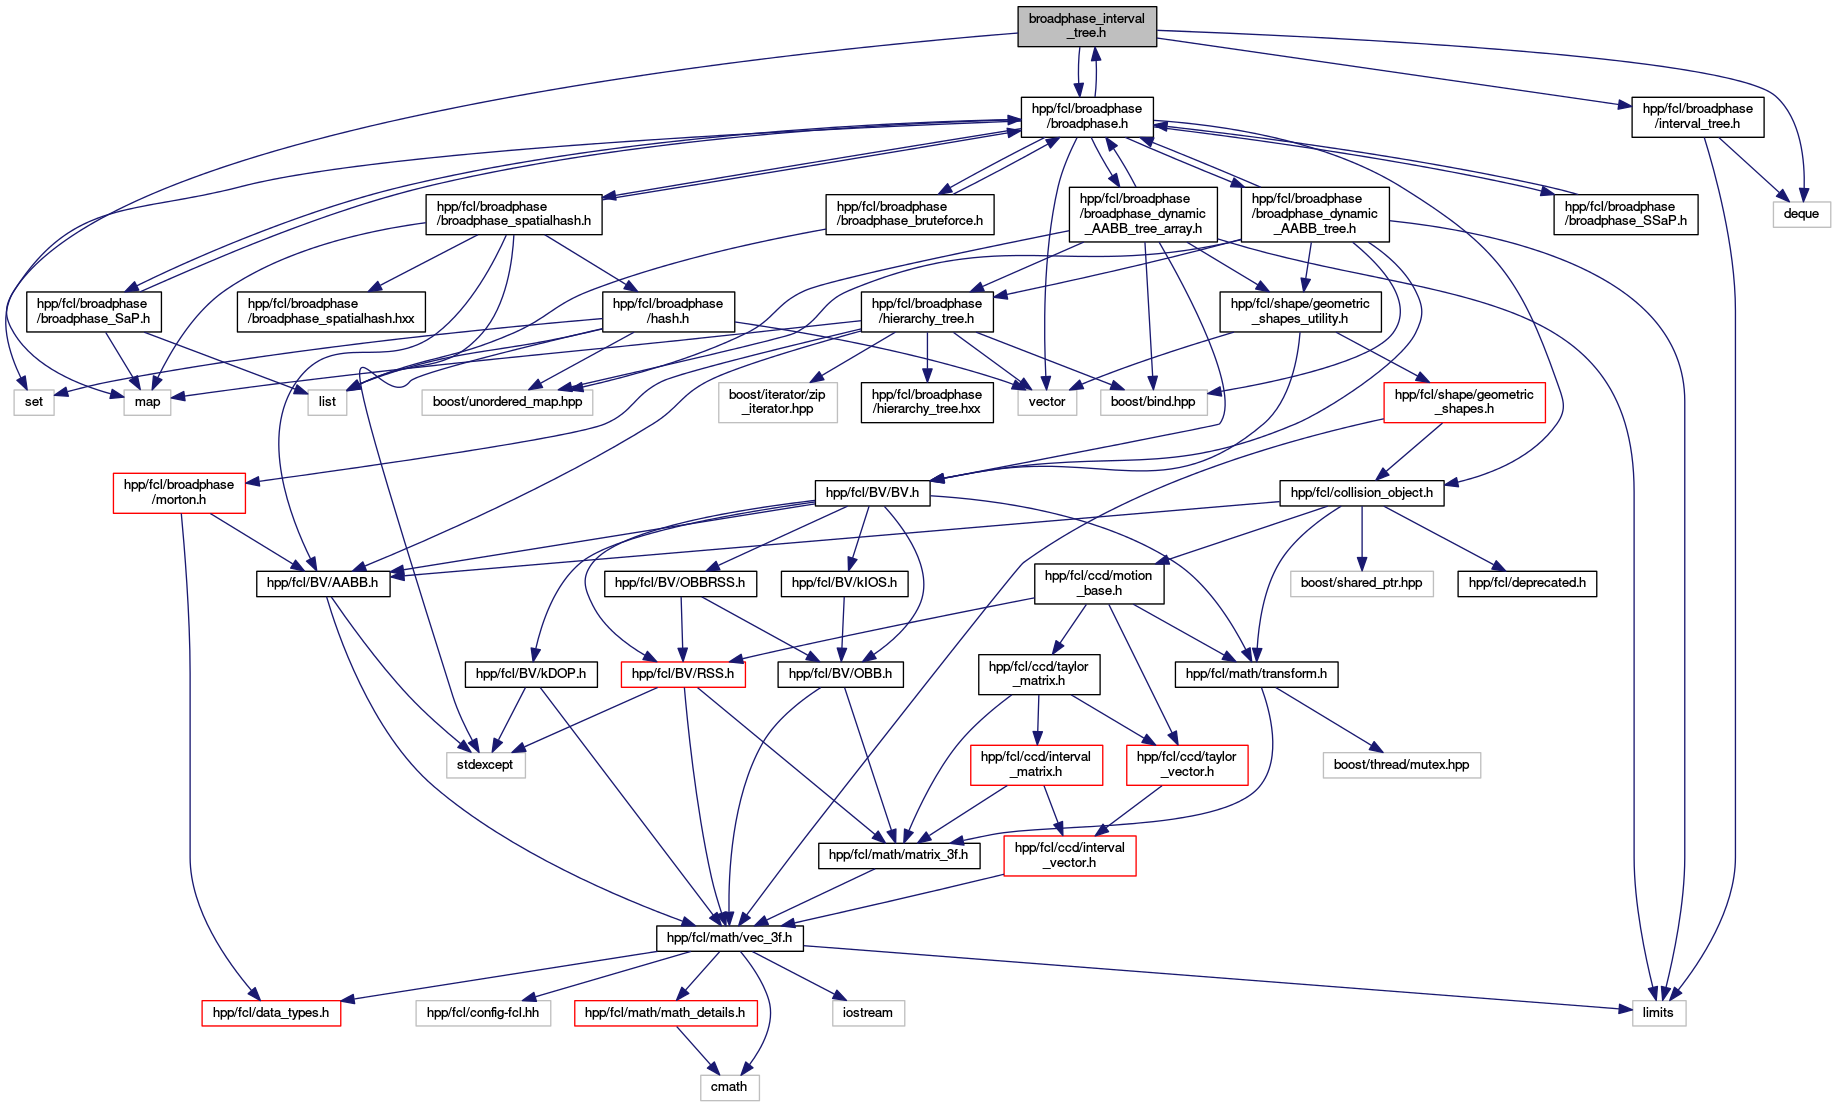 broadphase_interval
_tree.h
hpp/fcl/broadphase
/broadphase.h
hpp/fcl/broadphase
/interval_tree.h
hpp/fcl/broadphase
/broadphase_spatialhash.h
hpp/fcl/broadphase
/broadphase_bruteforce.h
hpp/fcl/broadphase
/broadphase_dynamic
_AABB_tree_array.h
hpp/fcl/broadphase
/broadphase_dynamic
_AABB_tree.h
hpp/fcl/broadphase
/broadphase_SSaP.h
deque
hpp/fcl/broadphase
/broadphase_SaP.h
hpp/fcl/broadphase
/broadphase_spatialhash.hxx
hpp/fcl/broadphase
/hash.h
hpp/fcl/broadphase
/hierarchy_tree.h
hpp/fcl/shape/geometric
_shapes_utility.h
set
map
list
boost/unordered_map.hpp
boost/iterator/zip
_iterator.hpp
hpp/fcl/broadphase
/hierarchy_tree.hxx
vector
boost/bind.hpp
hpp/fcl/shape/geometric
_shapes.h
hpp/fcl/broadphase
/morton.h
hpp/fcl/BV/BV.h
hpp/fcl/collision_object.h
hpp/fcl/BV/AABB.h
hpp/fcl/BV/OBBRSS.h
hpp/fcl/BV/kIOS.h
hpp/fcl/ccd/motion
_base.h
boost/shared_ptr.hpp
hpp/fcl/deprecated.h
hpp/fcl/BV/kDOP.h
hpp/fcl/BV/RSS.h
hpp/fcl/BV/OBB.h
hpp/fcl/ccd/taylor
_matrix.h
hpp/fcl/math/transform.h
stdexcept
hpp/fcl/ccd/interval
_matrix.h
hpp/fcl/ccd/taylor
_vector.h
boost/thread/mutex.hpp
hpp/fcl/math/matrix_3f.h
hpp/fcl/ccd/interval
_vector.h
hpp/fcl/math/vec_3f.h
hpp/fcl/data_types.h
hpp/fcl/config-fcl.hh
hpp/fcl/math/math_details.h
iostream
limits
cmath